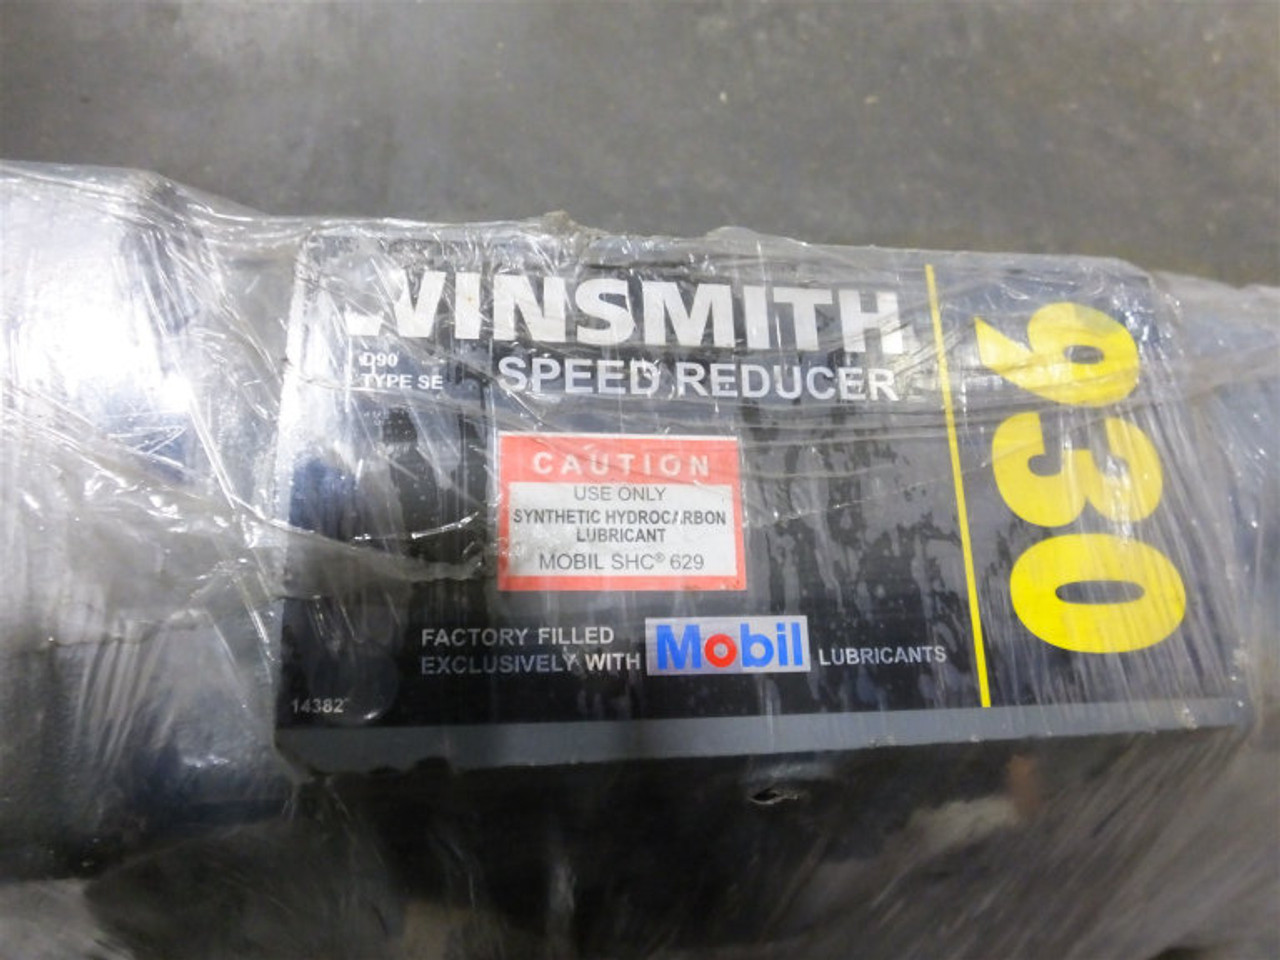 WINSMITH
D90
TYPE SE
SPEED REDUCER
CAUTION
USE ONLY
SYNTHETIC HYDROCARBON
LUBRICANT
MOBIL SHC® 629
FACTORY FILLED
EXCLUSIVELY WITH Mobil LUBRICANTS
14382
930